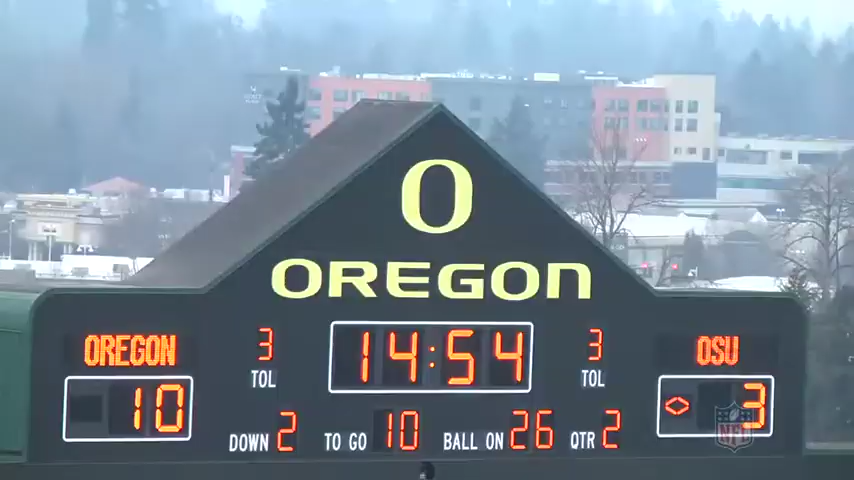 O
OREGON
OREGON 3 TOL 14:54 3 TOL OSU
10 <> 3
DOWN 2 TO GO 10 BALL ON 26 QTR 2
NFL